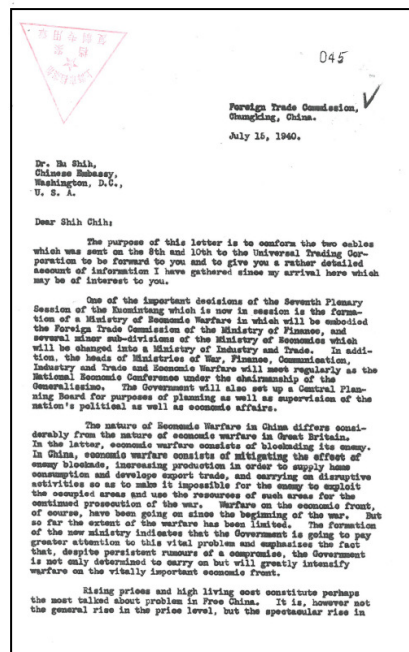 045
Foreign Trade Commission,
Chungking, China.
July 15, 1940.
Dr. Hu Shih,
Chinese Embassy,
Washington, D.C.,
U. S. A.
Dear Shih Chih:
The purpose of this letter is to comform the two cables
which was sent on the 8th and 10th to the Universal Trading Cor-
poration to be forward to you and to give you a rather detailed
account of information I have gathered since my arrival here which
may be of interest to you.
One of the important decisions of the Seventh Plenary
Session of the Kuomintang which is now in session is the forma-
tion of a Ministry of Economic Warfare in which will be embodied
the Foreign Trade Commission of the Ministry of Finance, and
several minor sub-divisions of the Ministry of Economics which
will be changed into a Ministry of Industry and Trade. In addi-
tion, the heads of Ministries of War, Finance, Communication,
Industry and Trade and Economic Warfare will meet regularly as the
National Economic Conference under the chairmanship of the
Generalissimo. The Government will also set up a Central Plan-
ning Board for purposes of planning as well as supervision of the
nation's political as well as economic affairs.
The nature of Economic Warfare in China differs consi-
derably from the nature of economic warfare in Great Britain.
In the latter, economic warfare consists of blockading its enemy.
In China, economic warfare consists of mitigating the effect of
enemy blockade, increasing production in order to supply home
consumption and develope export trade, and carrying on disruptive
activities so as to make it impossible for the enemy to exploit
the occupied areas and use the resources of such areas for the
continued prosecution of the war. Warfare on the economic front,
of course, have been going on since the beginning of the war. But
so far the extent of the warfare has been limited. The formation
of the new ministry indicates that the Government is going to pay
greater attention to this vital problem and emphasizes the fact
that, despite persistent rumours of a compromise, the Government
is not only determined to carry on but will greatly intensify
warfare on the vitally important economic front.
Rising prices and high living cost constitute perhaps
the most talked about problem in Free China. It is, however not
the general rise in the price level, but the spectacular rise in